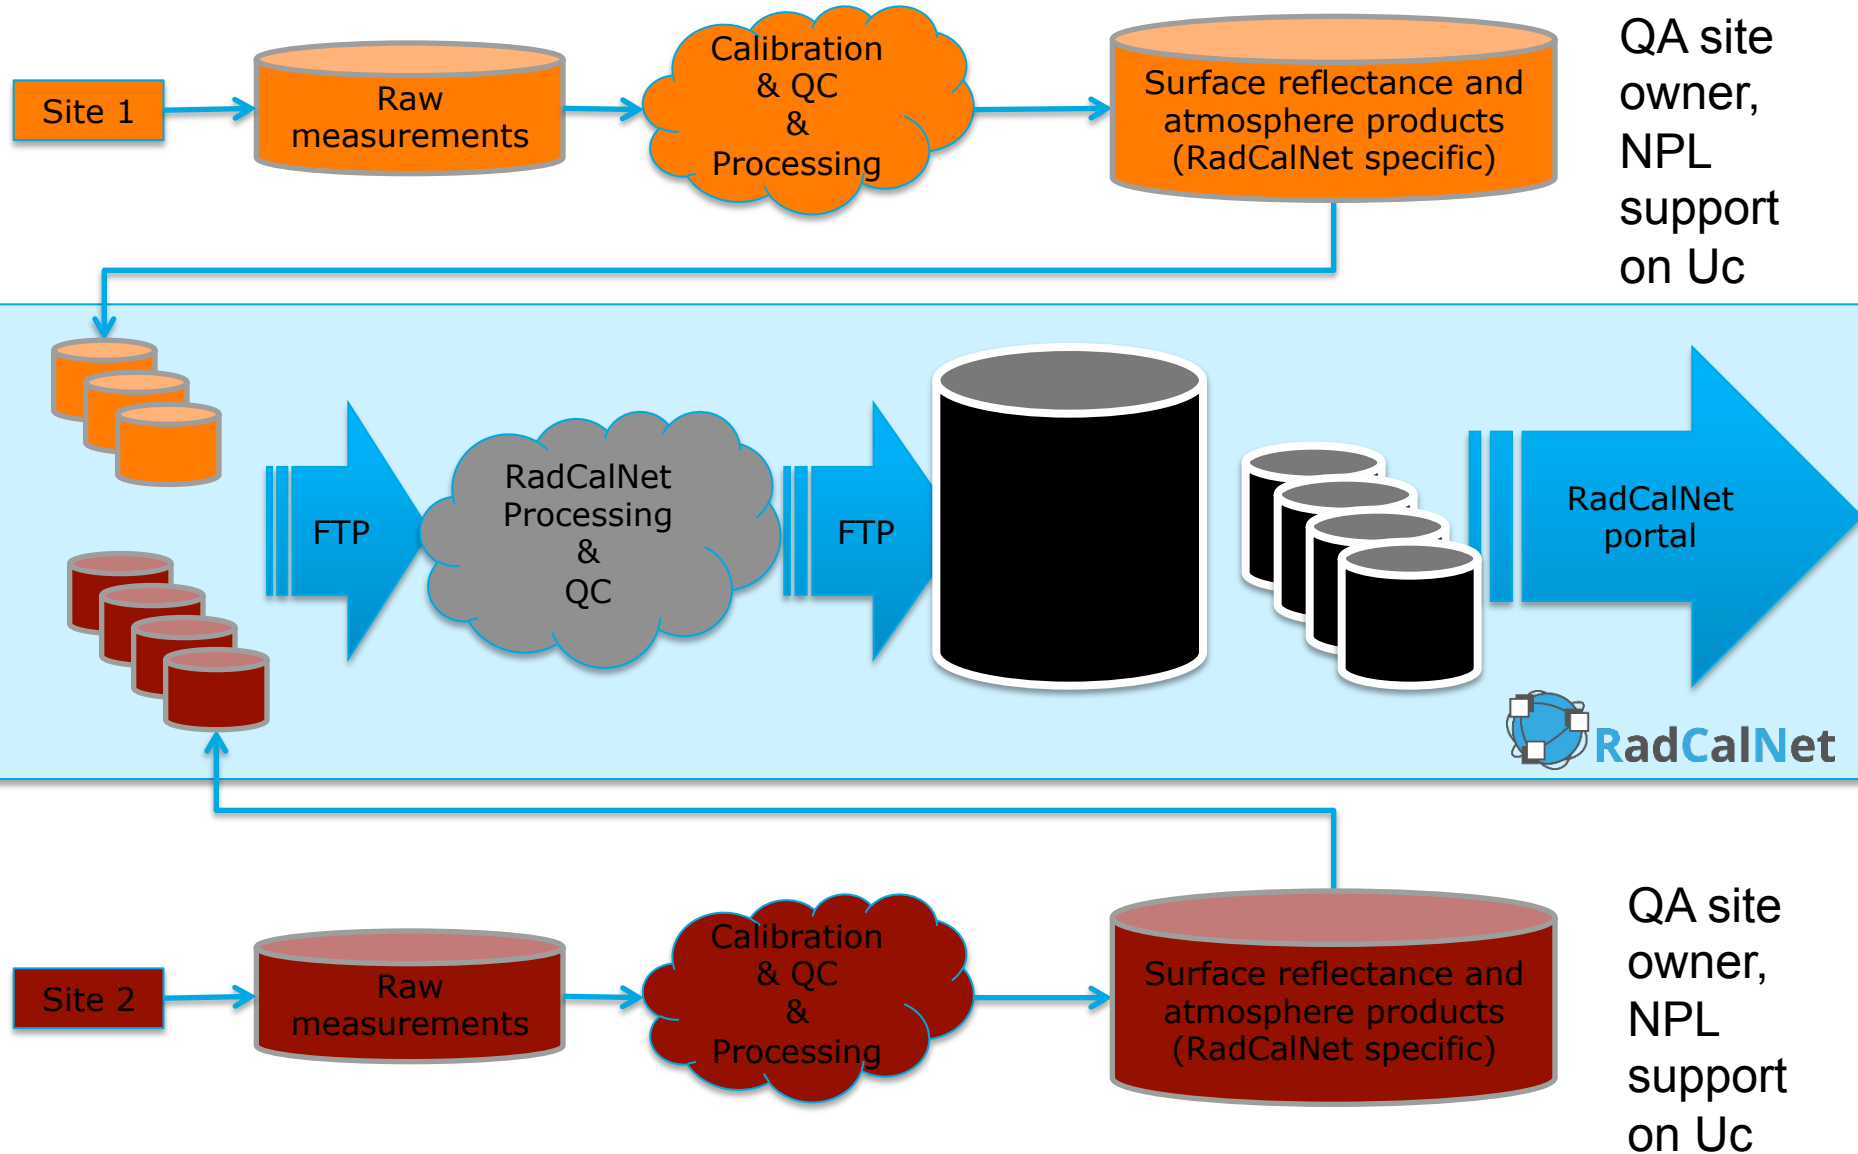 Site 1
Raw
measurements
Calibration
& QC
&
Processing
Surface reflectance and
atmosphere products
(RadCalNet specific)
QA site
owner,
NPL
support
on Uc
FTP
RadCalNet
Processing
&
QC
FTP
RadCalNet
portal
RadCalNet
Site 2
Raw
measurements
Calibration
& QC
&
Processing
Surface reflectance and
atmosphere products
(RadCalNet specific)
QA site
owner,
NPL
support
on Uc